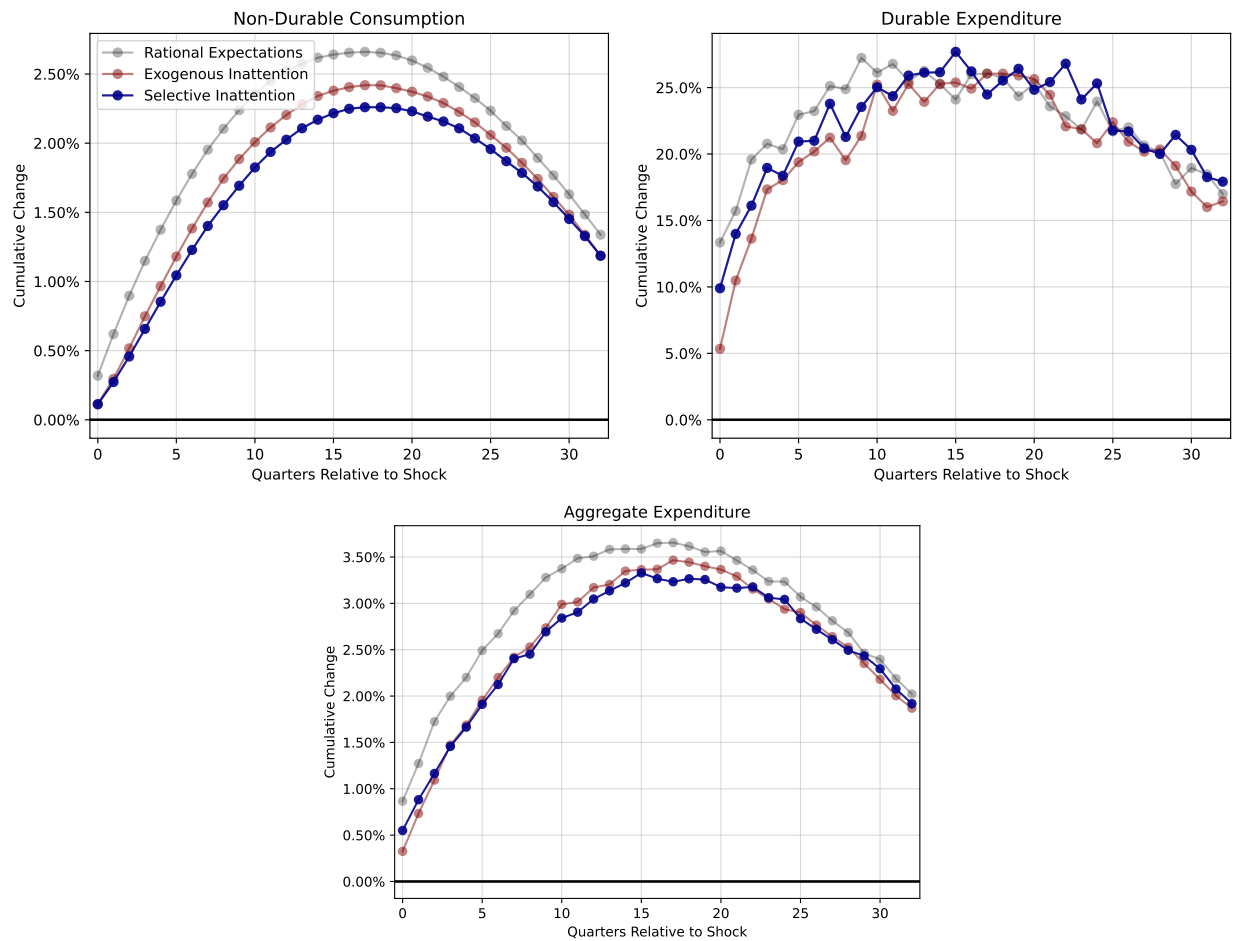 Non-Durable Consumption
Rational Expectations
Exogenous Inattention
Selective Inattention
Cumulative Change
2.50%
2.00%
1.50%
1.00%
0.50%
0.00%
0 5 10 15 20 25 30
Quarters Relative to Shock
Durable Expenditure
Cumulative Change
25.0%
20.0%
15.0%
10.0%
5.0%
0.0%
0 5 10 15 20 25 30
Quarters Relative to Shock
Aggregate Expenditure
Cumulative Change
3.50%
3.00%
2.50%
2.00%
1.50%
1.00%
0.50%
0.00%
0 5 10 15 20 25 30
Quarters Relative to Shock